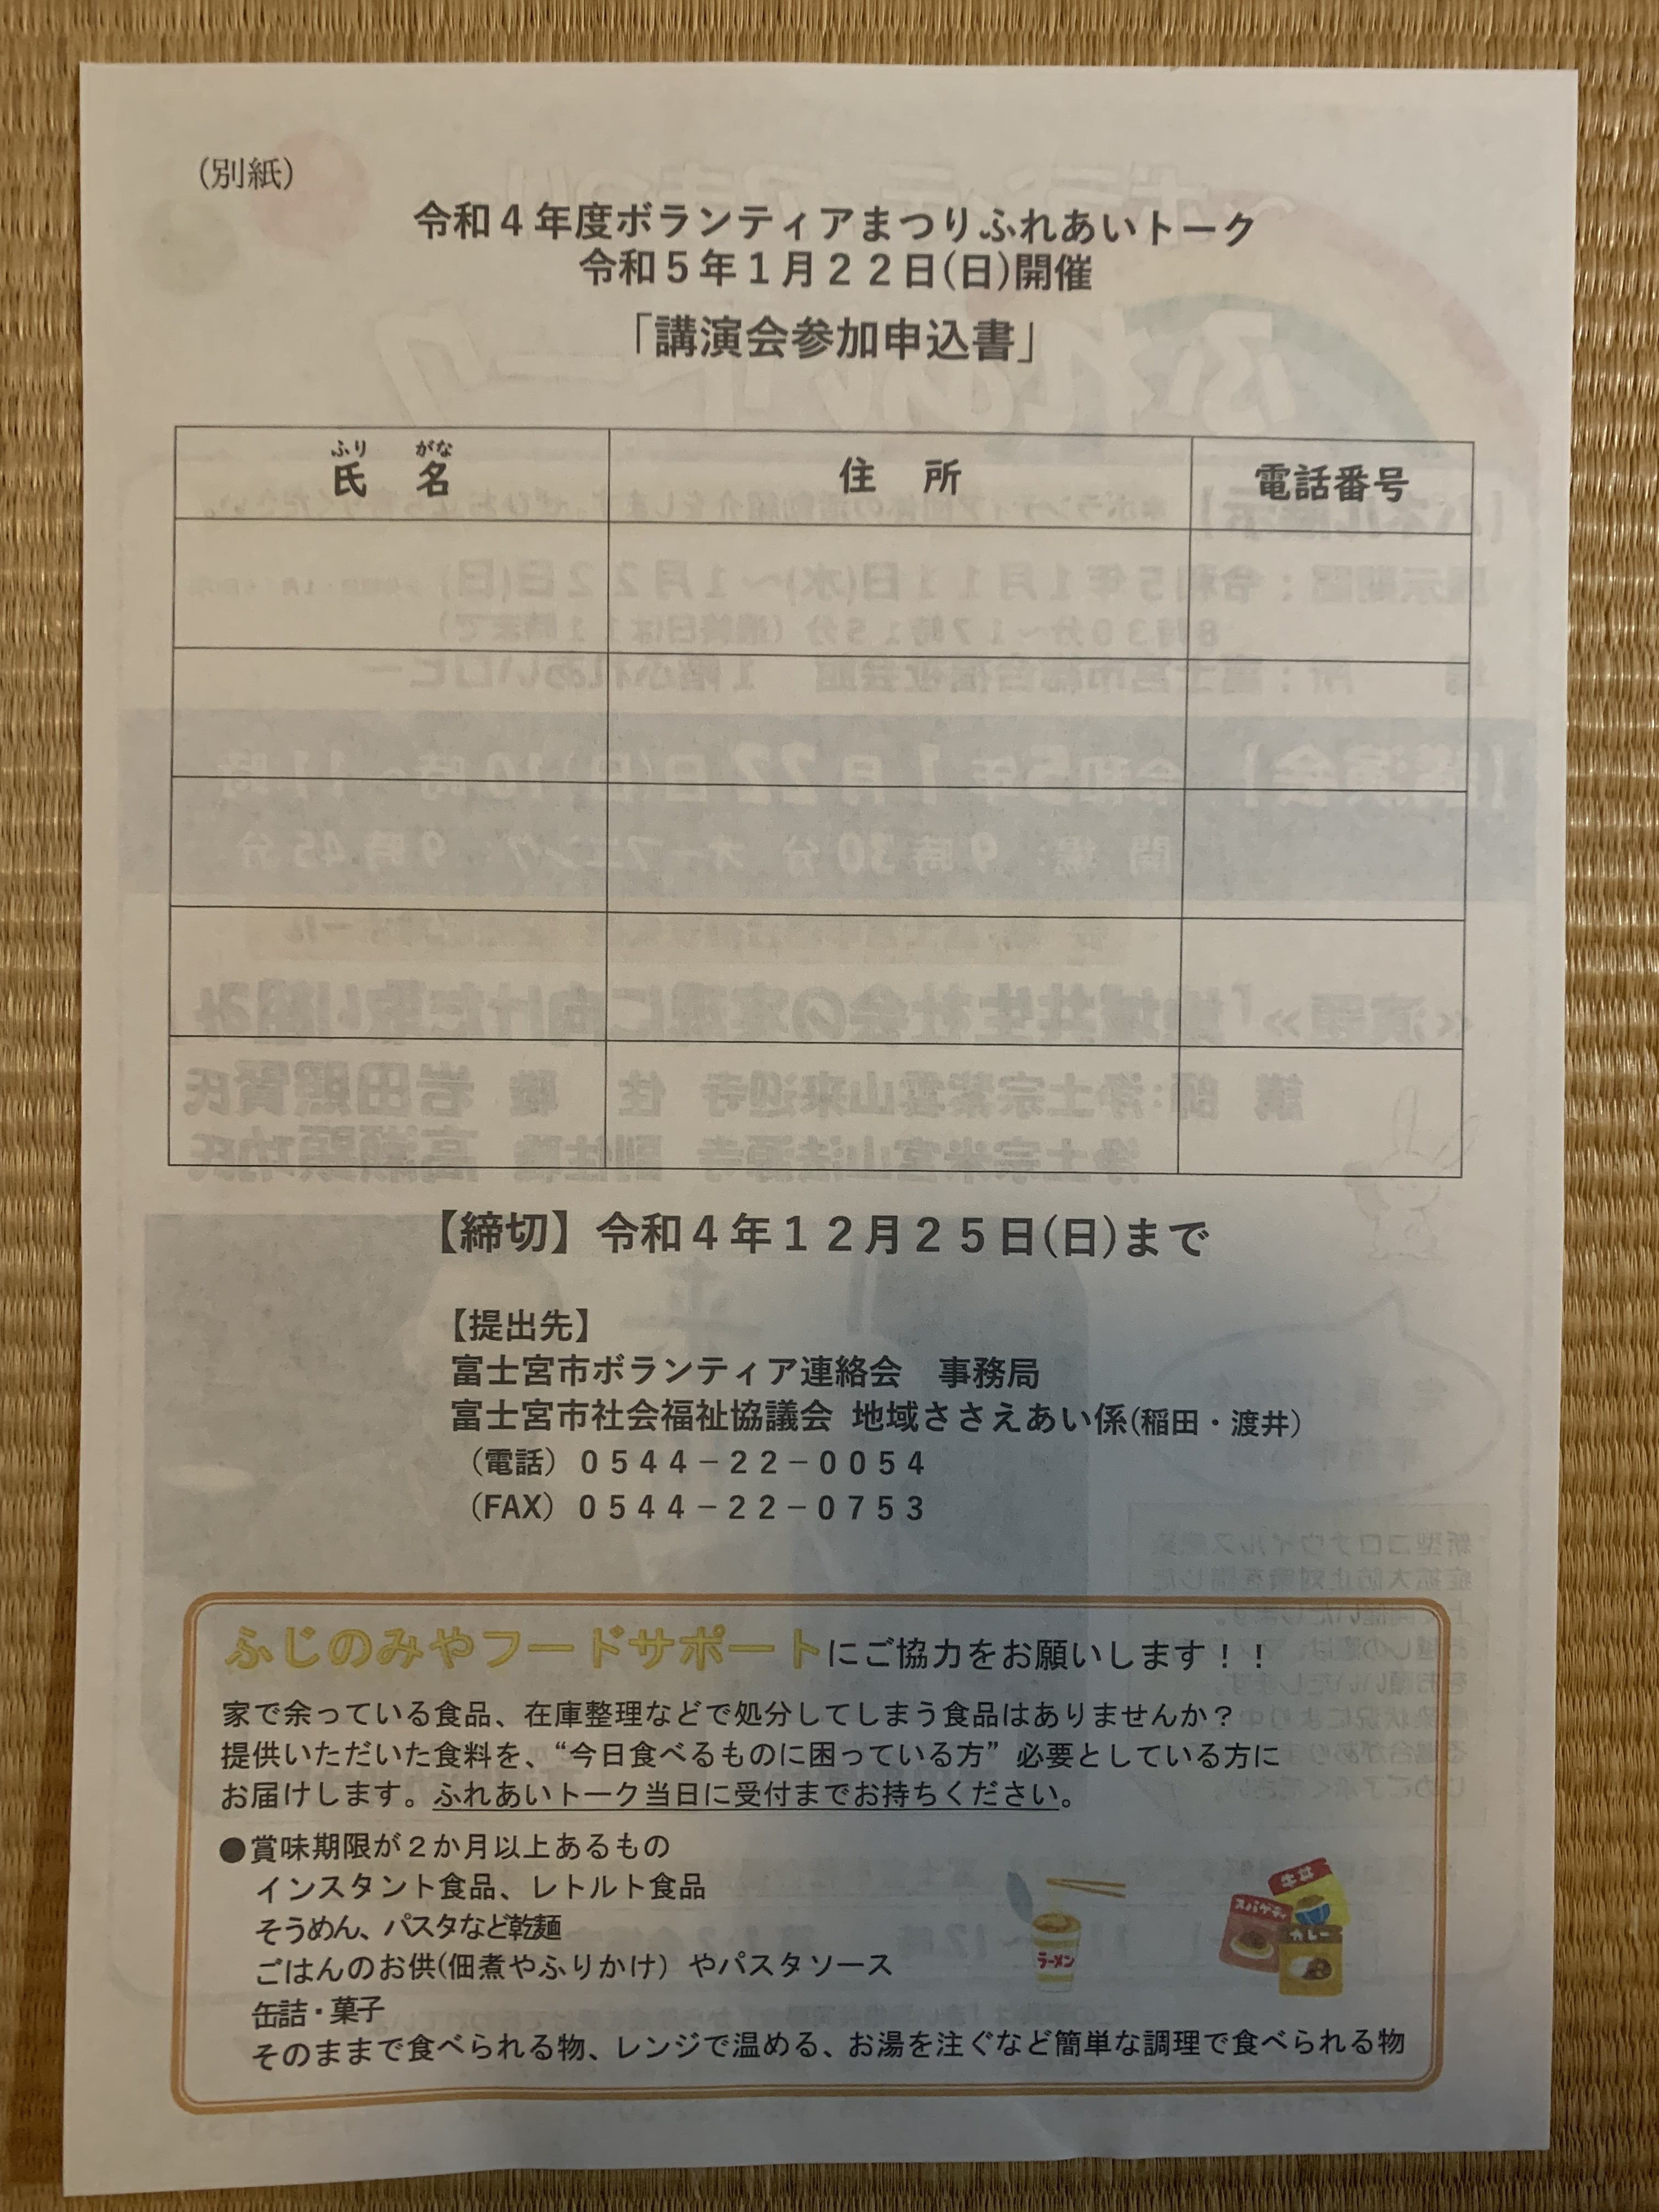 （別紙）
令和４年度ボランティアまつりふれあいトーク
令和５年１月２２日(日)開催
「講演会参加申込書」
ふり がな
氏 名 住 所 電話番号
【締切】令和４年１２月２５日(日)まで
【提出先】
富士宮市ボランティア連絡会 事務局
富士宮市社会福祉協議会 地域ささえあい係(稲田・渡井）
（電話）０５４４－２２－００５４
（FAX）０５４４－２２－０７５３
ふじのみやフードサポートにご協力をお願いします！！
家で余っている食品、在庫整理などで処分してしまう食品はありませんか？
提供いただいた食料を、“今日食べるものに困っている方” 必要としている方に
お届けします。ふれあいトーク当日に受付までお持ちください。
●賞味期限が２か月以上あるもの
インスタント食品、レトルト食品
そうめん、パスタなど乾麺
ごはんのお供(佃煮やふりかけ）やパスタソース
缶詰・菓子
そのままで食べられる物、レンジで温める、お湯を注ぐなど簡単な調理で食べられる物
ラーメン
牛丼
スパゲティ
カレー